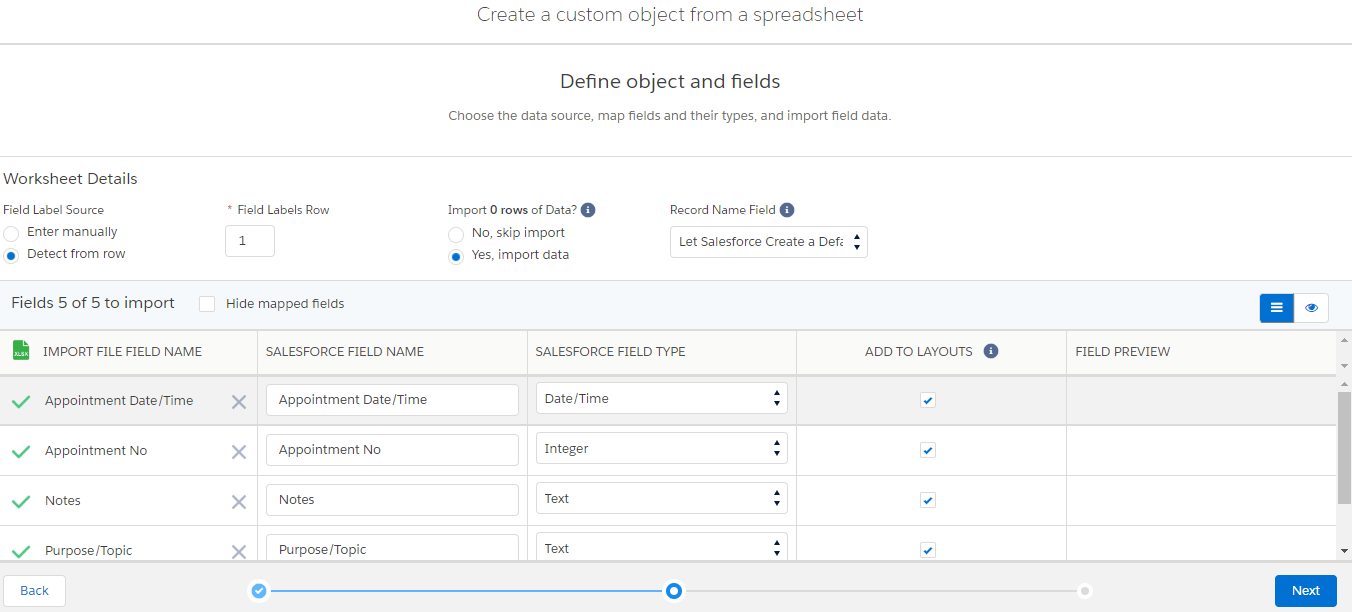 Create a custom object from a spreadsheet
Define object and fields
Choose the data source, map fields and their types, and import field data.
Worksheet Details
Field Label Source
Enter manually
Detect from row
* Field Labels Row
1
Import 0 rows of Data?
No, skip import
Yes, import data
Record Name Field
Let Salesforce Create a Defa
Fields 5 of 5 to import
Hide mapped fields
XLSX IMPORT FILE FIELD NAME SALESFORCE FIELD NAME SALESFORCE FIELD TYPE ADD TO LAYOUTS FIELD PREVIEW
Appointment Date/Time Appointment Date/Time Date/Time
Appointment No Appointment No Integer
Notes Notes Text
Purpose/Topic Purpose/Topic Text
Back Next